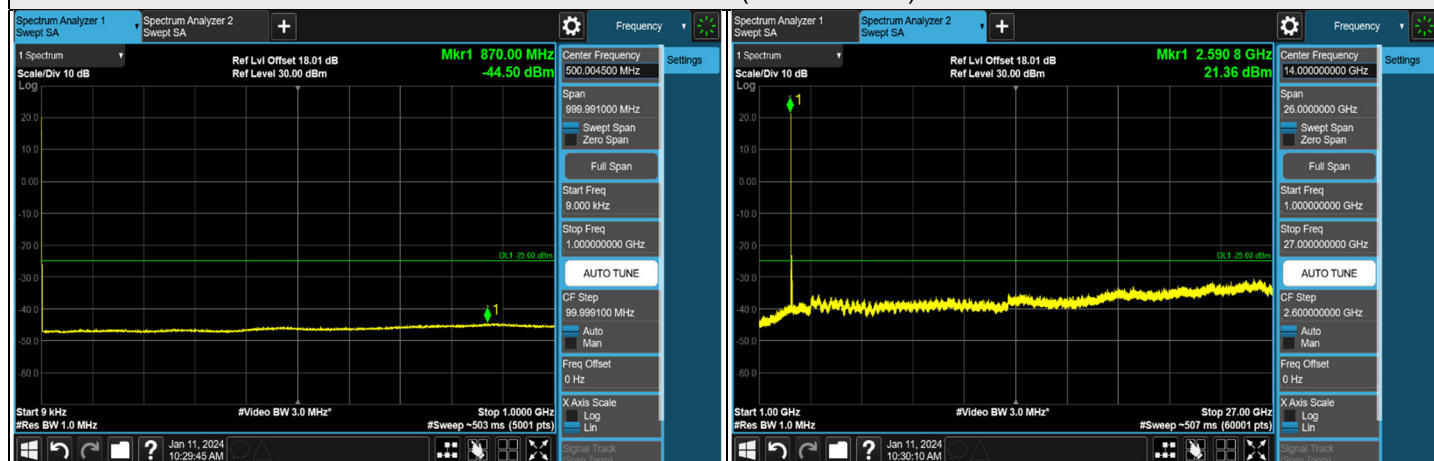 Spectrum Analyzer 1
Swept SA
Spectrum Analyzer 2
Swept SA
Frequency
1 Spectrum
Scale/Div 10 dB
Log
Ref Lvl Offset 18.01 dB
Ref Level 30.00 dBm
Mkr1 870.00 MHz
-44.50 dBm
1
20.0
10.0
0.00
-10.0
-20.0
-30.0
-40.0
-50.0
-60.0
DL1 -25.00 dBm
Start 9 kHz
#Res BW 1.0 MHz
#Video BW 3.0 MHz*
Stop 1.0000 GHz
#Sweep ~503 ms (5001 pts)
Center Frequency
500.004500 MHz
Span
999.991000 MHz
Swept Span
Zero Span
Full Span
Start Freq
9.000 kHz
Stop Freq
1.000000000 GHz
AUTO TUNE
CF Step
99.999100 MHz
Auto
Man
Freq Offset
0 Hz
X Axis Scale
Log
Lin
Signal Track
(Span Zoom)
Settings
?
Jan 11, 2024
10:29:45 AM
Spectrum Analyzer 1
Swept SA
Spectrum Analyzer 2
Swept SA
Frequency
1 Spectrum
Scale/Div 10 dB
Log
Ref Lvl Offset 18.01 dB
Ref Level 30.00 dBm
Mkr1 2.590 8 GHz
21.36 dBm
1
20.0
10.0
0.00
-10.0
-20.0
-30.0
-40.0
-50.0
-60.0
DL1 -25.00 dBm
Start 1.00 GHz
#Res BW 1.0 MHz
#Video BW 3.0 MHz*
Stop 27.00 GHz
#Sweep ~507 ms (60001 pts)
Center Frequency
14.000000000 GHz
Span
26.0000000 GHz
Swept Span
Zero Span
Full Span
Start Freq
1.000000000 GHz
Stop Freq
27.000000000 GHz
AUTO TUNE
CF Step
2.600000000 GHz
Auto
Man
Freq Offset
0 Hz
X Axis Scale
Log
Lin
Signal Track
(Span Zoom)
Settings
?
Jan 11, 2024
10:30:10 AM